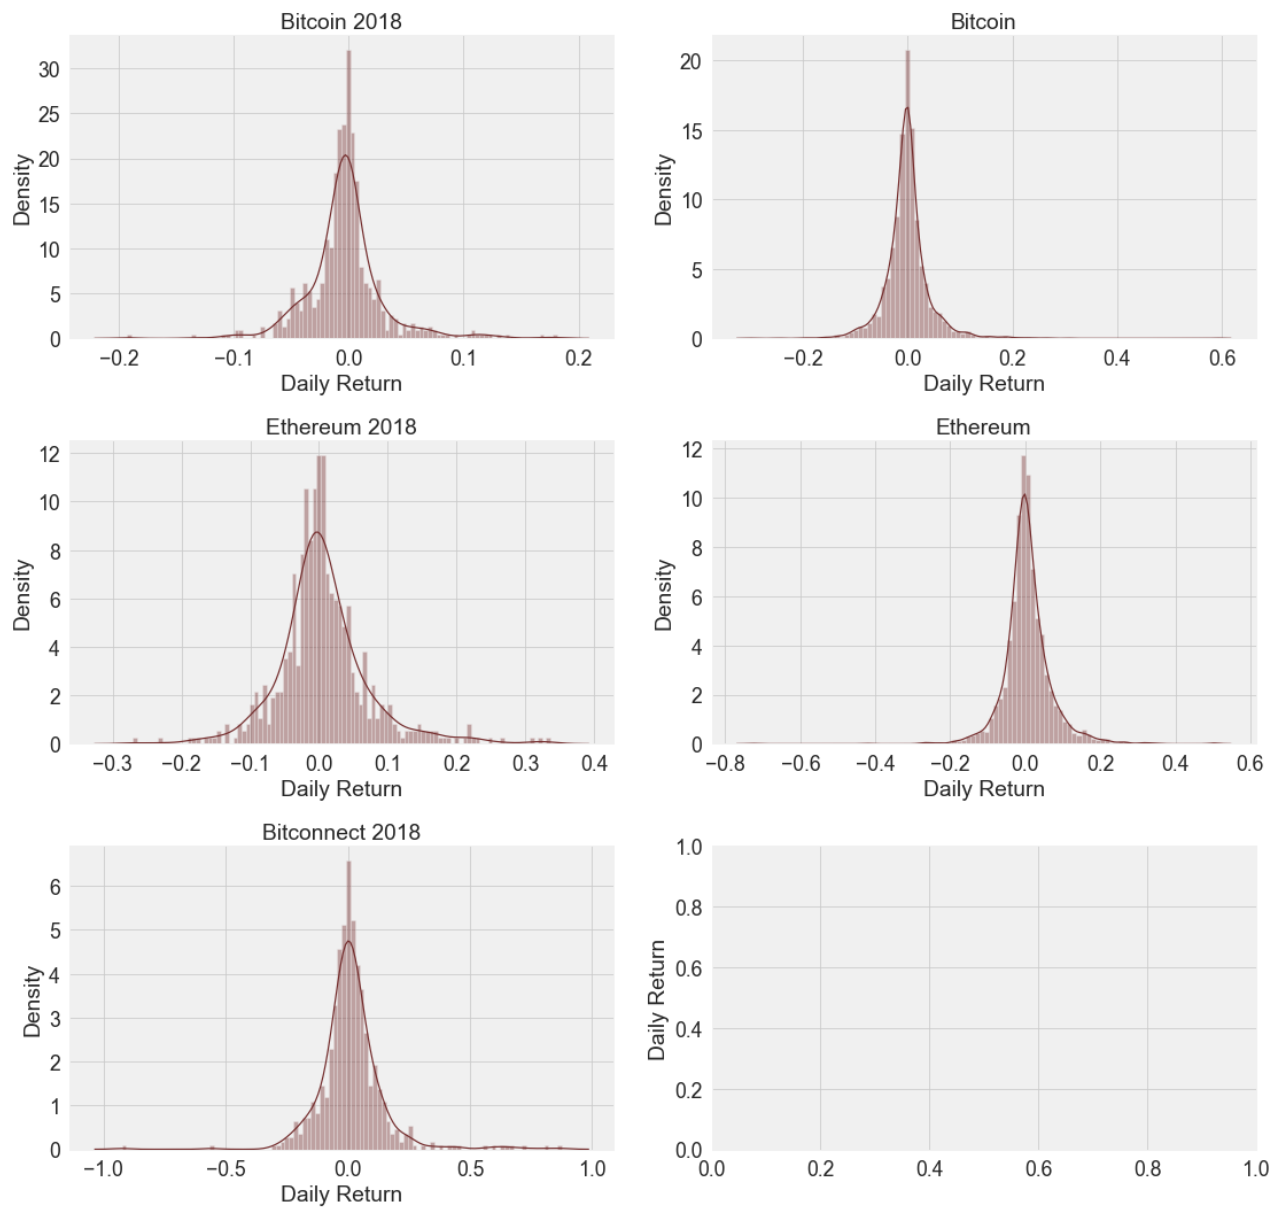 Bitcoin 2018
Density
30
25
20
15
10
5
0
−0.2 −0.1 0.0 0.1 0.2
Daily Return
Bitcoin
Density
20
15
10
5
0
−0.2 0.0 0.2 0.4 0.6
Daily Return
Ethereum 2018
Density
12
10
8
6
4
2
0
−0.3 −0.2 −0.1 0.0 0.1 0.2 0.3 0.4
Daily Return
Ethereum
Density
12
10
8
6
4
2
0
−0.8 −0.6 −0.4 −0.2 0.0 0.2 0.4 0.6
Daily Return
Bitconnect 2018
Density
6
5
4
3
2
1
0
−1.0 −0.5 0.0 0.5 1.0
Daily Return
Daily Return
1.0
0.8
0.6
0.4
0.2
0.0
0.0 0.2 0.4 0.6 0.8 1.0